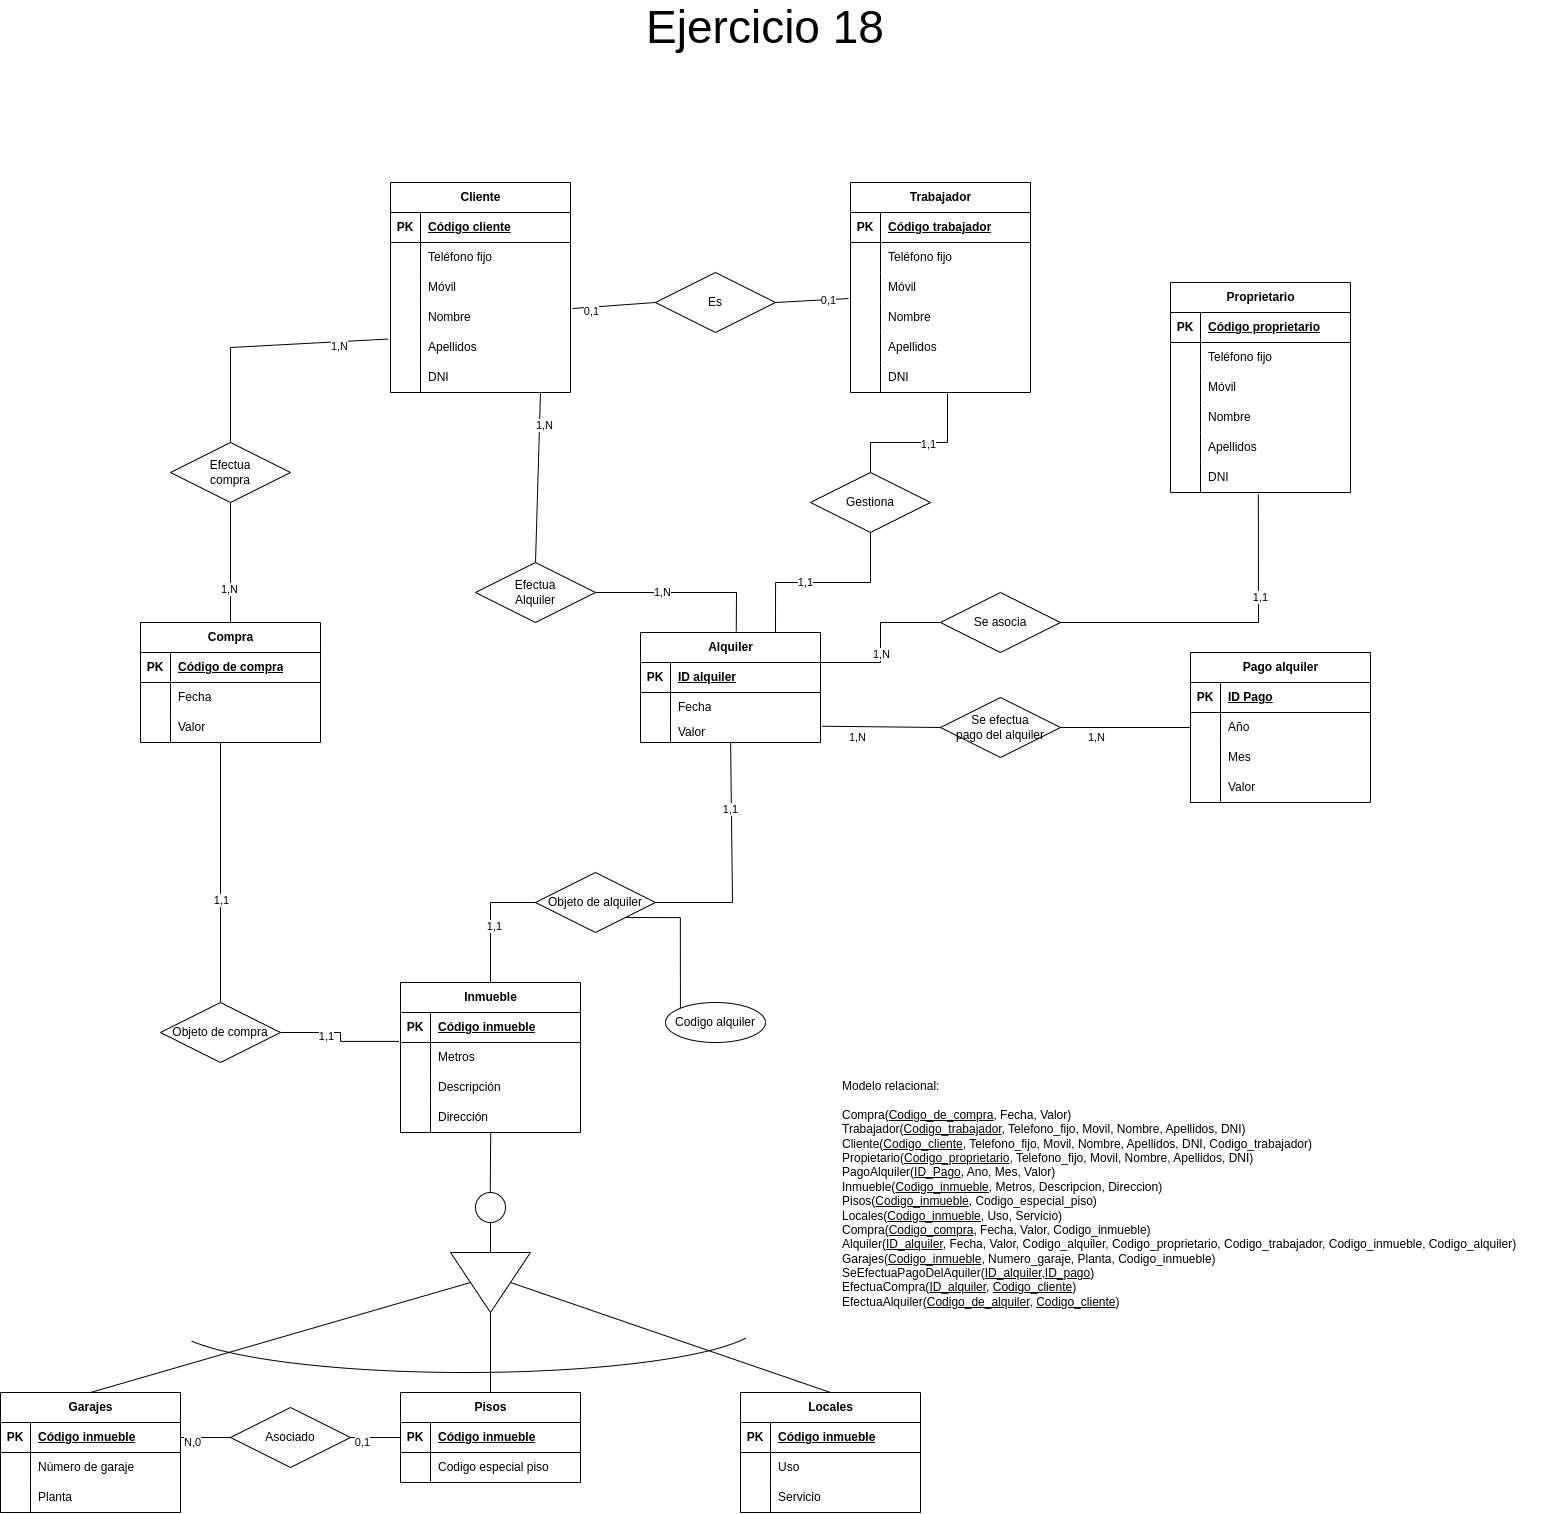 Ejercicio 18
Cliente
PK Código cliente
Teléfono fijo
Móvil
Nombre
Apellidos
DNI
Trabajador
PK Código trabajador
Teléfono fijo
Móvil
Nombre
Apellidos
DNI
Proprietario
PK Código proprietario
Teléfono fijo
Móvil
Nombre
Apellidos
DNI
Es
0,1
0,1
1,N
Efectua
compra
1,N
1,N
Efectua
Alquiler
1,N
1,1
Gestiona
1,1
Se asocia
1,1
1,N
Compra
PK Código de compra
Fecha
Valor
Alquiler
PK ID alquiler
Fecha
Valor
Pago alquiler
PK ID Pago
Año
Mes
Valor
Se efectua
pago del alquiler
1,N
1,N
1,1
1,1
Objeto de alquiler
1,1
Codigo alquiler
Objeto de compra
1,1
Inmueble
PK Código inmueble
Metros
Descripción
Dirección
Modelo relacional:
Compra(Codigo_de_compra, Fecha, Valor)
Trabajador(Codigo_trabajador, Telefono_fijo, Movil, Nombre, Apelidos, DNI)
Cliente(Codigo_cliente, Telefono_fijo, Movil, Nombre, Apellidos, DNI, Codigo_trabajador)
Propietario(Codigo_proprietario, Telefono_fijo, Movil, Nombre, Apellidos, DNI)
PagoAlquiler(ID_Pago, Ano, Mes, Valor)
Inmueble(Codigo_inmueble, Metros, Descripcion, Direccion)
Pisos(Codigo_inmueble, Codigo_especial_piso)
Locales(Codigo_inmueble, Uso, Servicio)
Compra(Codigo_compra, Fecha, Valor, Codigo_inmueble)
Alquiler(ID_alquiler, Fecha, Valor, Codigo_alquiler, Codigo_proprietario, Codigo_trabajador, Codigo_inmueble, Codigo_alquiler)
Garajes(Codigo_inmueble, Numero_garaje, Planta, Codigo_inmueble)
SeEfectuaPagoDelAquiler(ID_alquiler,ID_pago)
EfectuaCompra(ID_alquiler, Codigo_cliente)
EfectuaAlquiler(Codigo_de_alquiler, Codigo_cliente)
Garajes
PK Código inmueble
Número de garaje
Planta
N,0
Asociado
0,1
Pisos
PK Código inmueble
Codigo especial piso
Locales
PK Código inmueble
Uso
Servicio